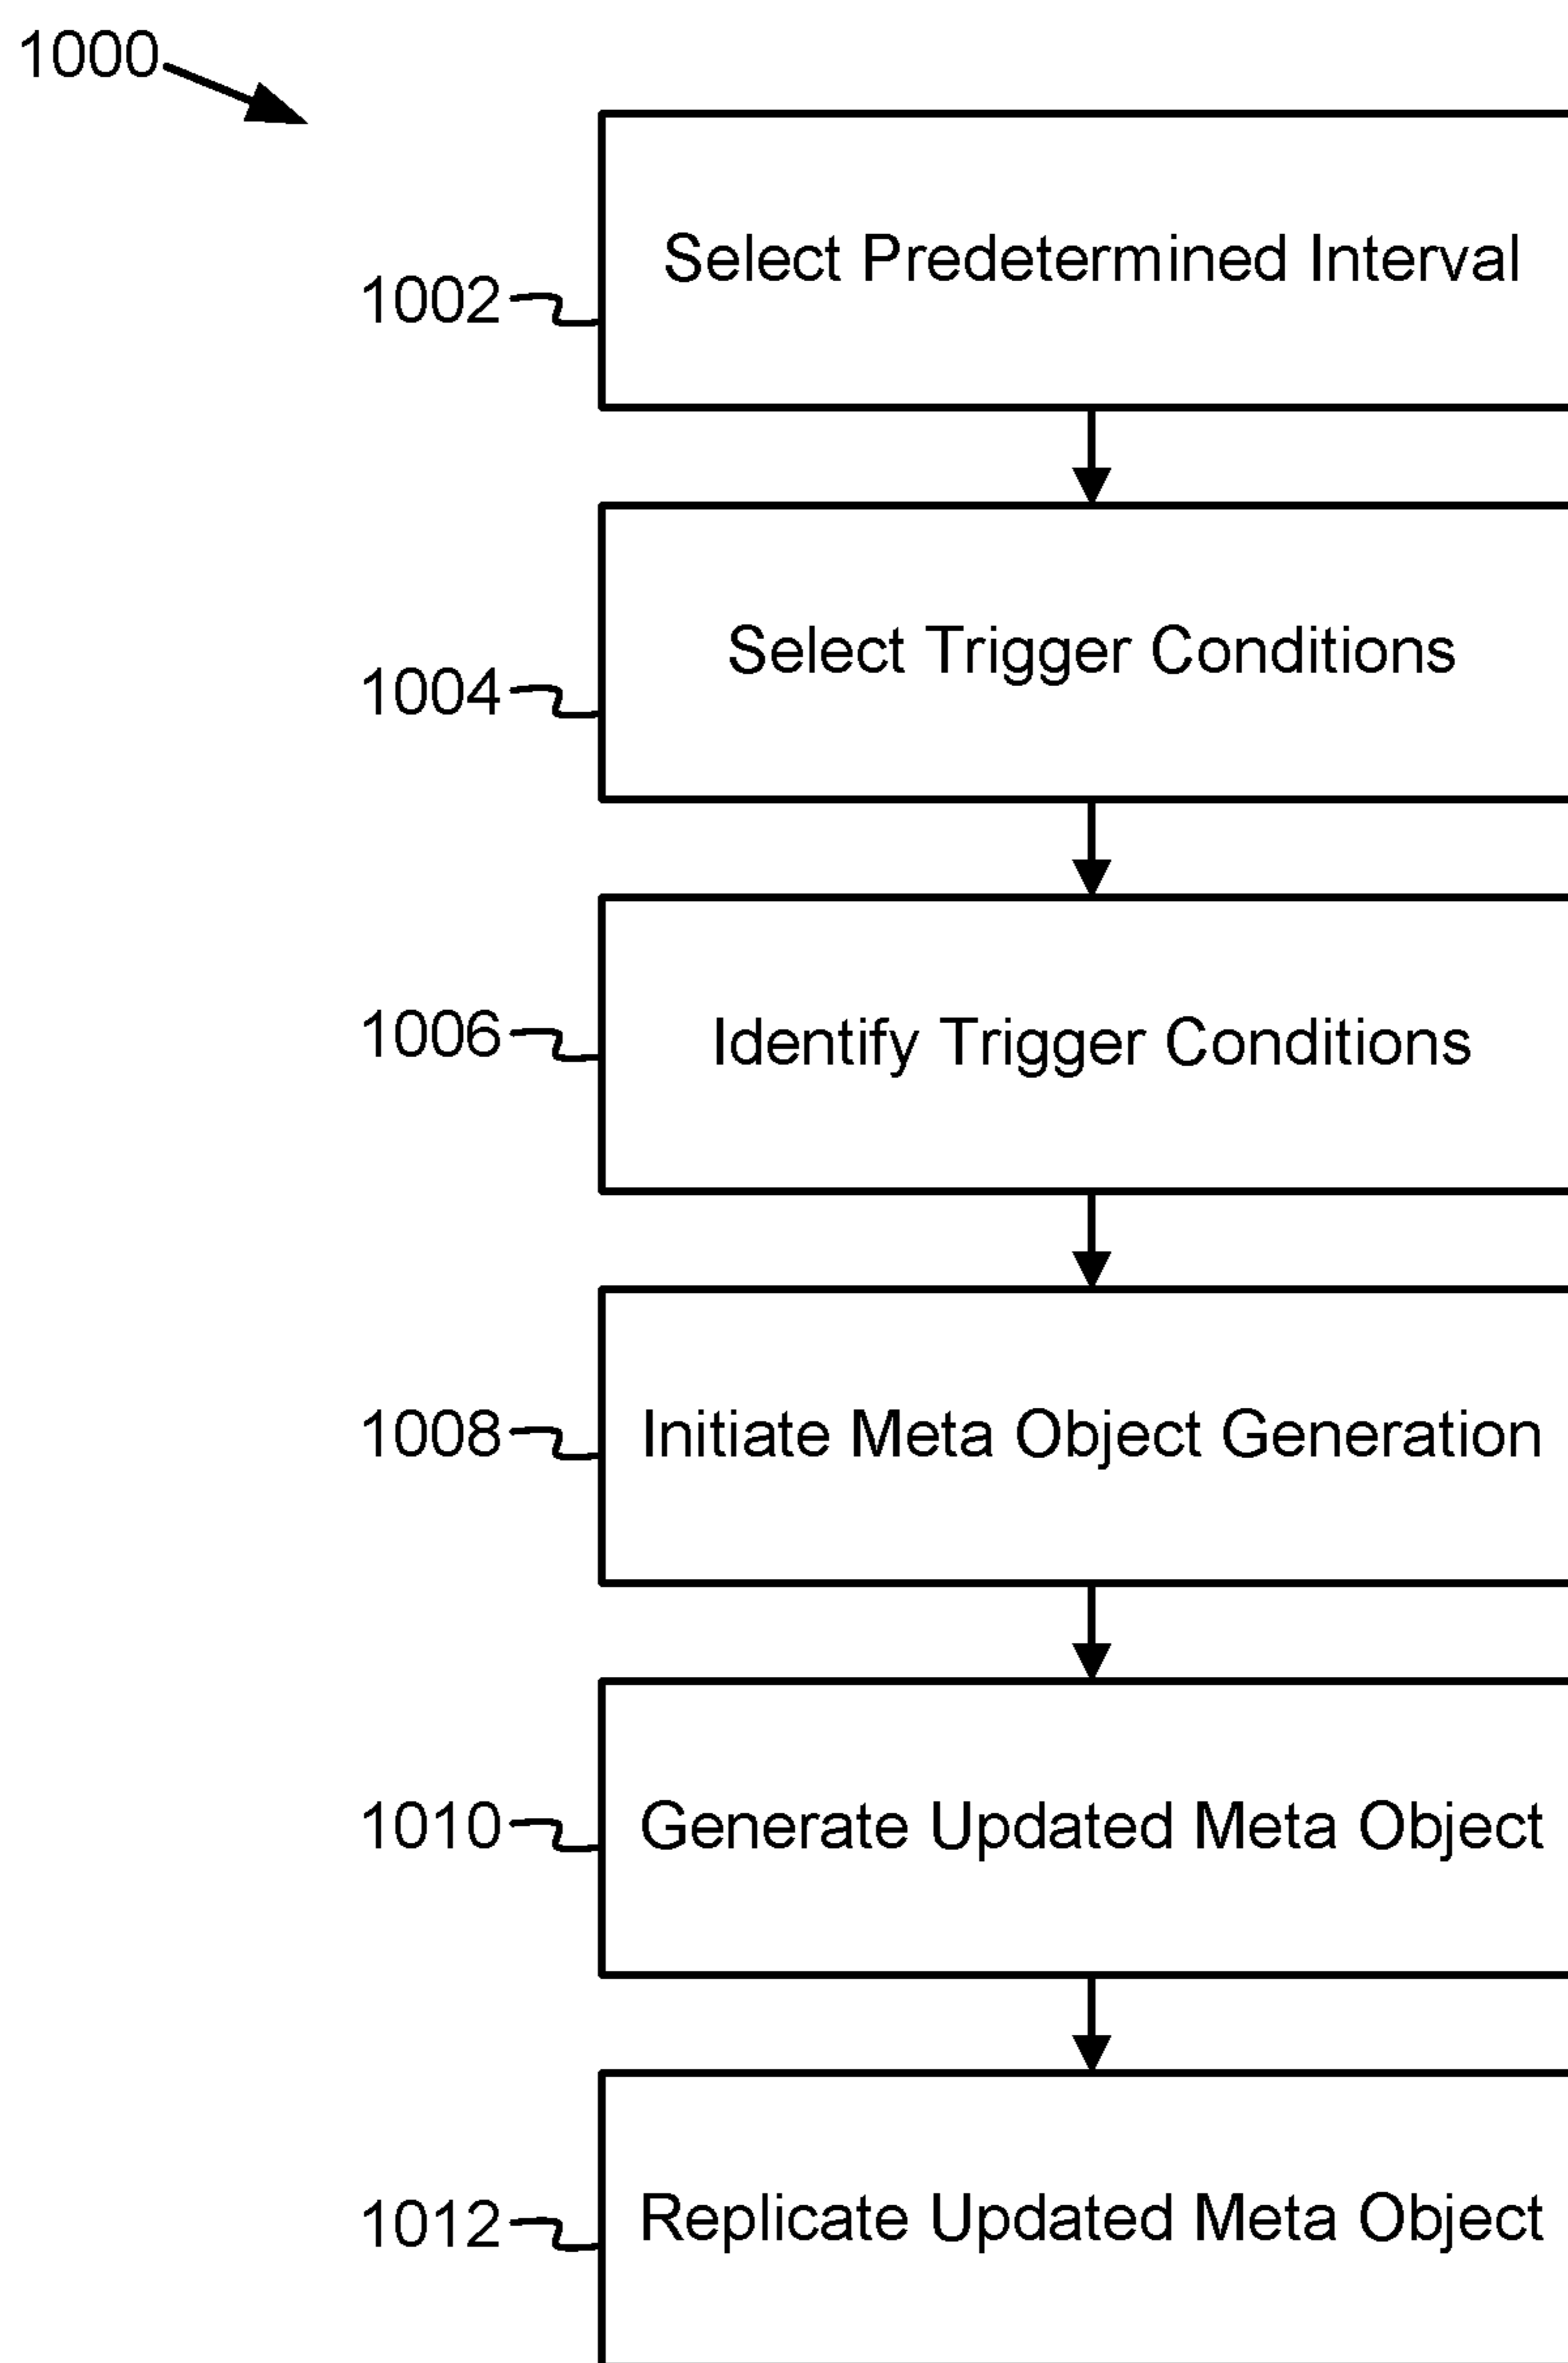 1000
Select Predetermined Interval
1002
Select Trigger Conditions
1004
Identify Trigger Conditions
1006
Initiate Meta Object Generation
1008
Generate Updated Meta Object
1010
Replicate Updated Meta Object
1012